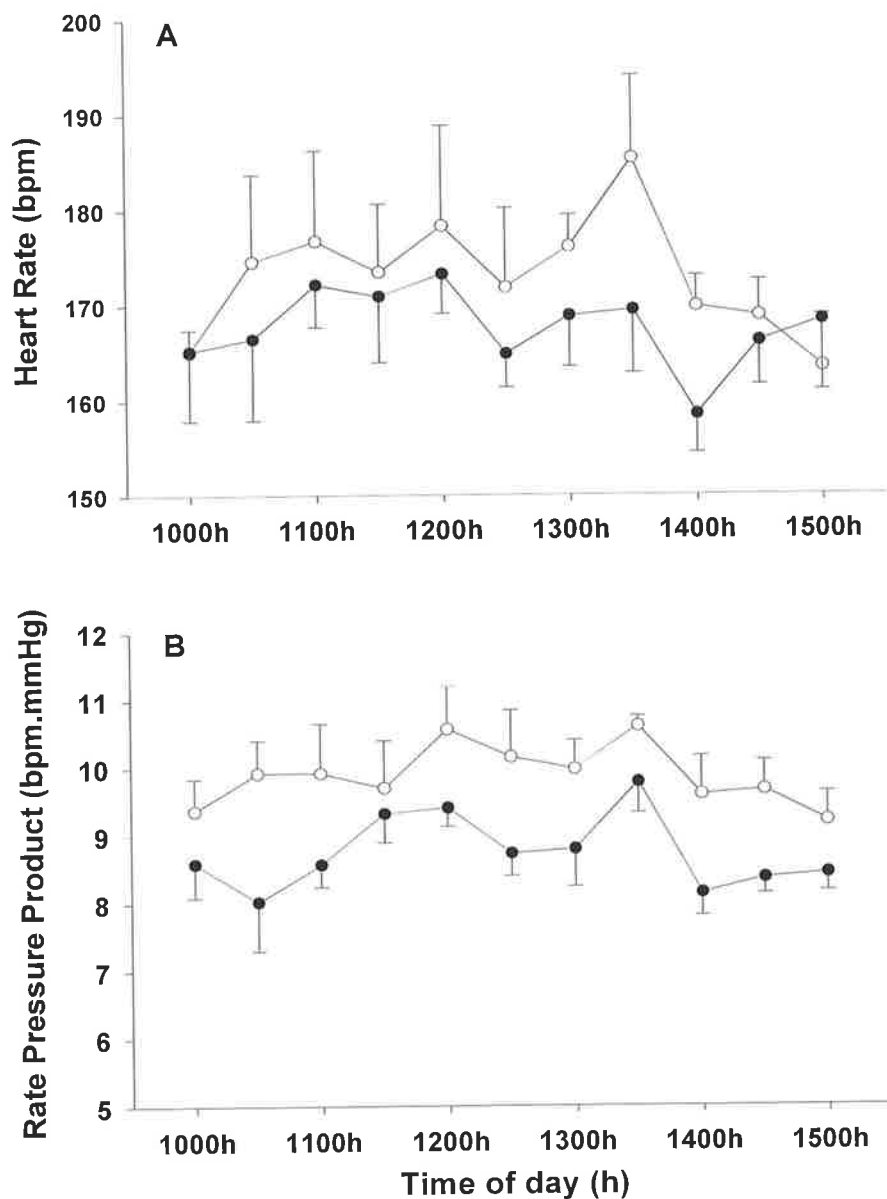 A
Heart Rate (bpm)
200
190
180
170
160
150
1000h 1100h 1200h 1300h 1400h 1500h
B
Rate Pressure Product (bpm.mmHg)
12
11
10
9
8
7
6
5
1000h 1100h 1200h 1300h 1400h 1500h
Time of day (h)